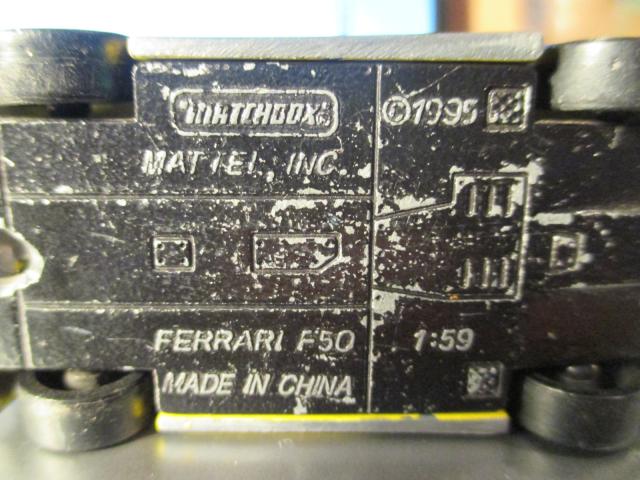 MATCHBOX ©1995
MATTEL, INC.
FERRARI F50 1:59
MADE IN CHINA